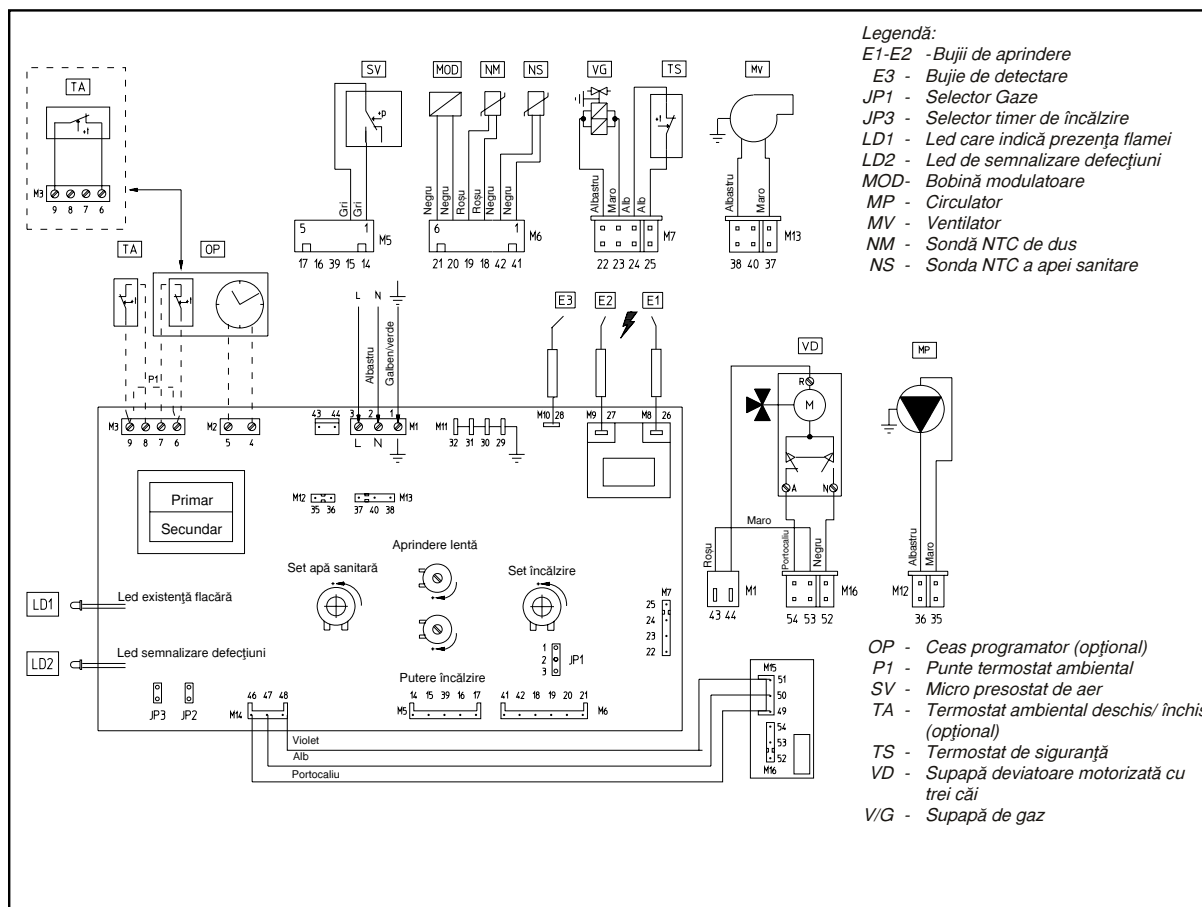 Legendă:
E1-E2 - Bujii de aprindere
E3 - Bujie de detectare
JP1 - Selector Gaze
JP3 - Selector timer de încălzire
LD1 - Led care indică prezenţa flamei
LD2 - Led de semnalizare defecţiuni
MOD- Bobină modulatoare
MP - Circulator
MV - Ventilator
NM - Sondă NTC de dus
NS - Sonda NTC a apei sanitare
TA
M3
9 8 7 6
SV
+p
Gri
Gri
5 1
M5
17 16 39 15 14
MOD NM NS
Negru
Negru
Roşu
Roşu
Negru
Negru
6 1
M6
21 20 19 18 42 41
VG TS
Albastru
Maro
Alb
Alb
M7
22 23 24 25
MV
Albastru
Maro
M13
38 40 37
TA OP
P1
L N
Albastru
Galben/verde
E3 E2 E1
M3
9 8 7 6
M2
5 4
43 44
3 2 1
M1
L N
M11
32 31 30 29
M10 28
M9 27
M8 26
VD
R
M
A N
Maro
Roşu
Portocaliu
Negru
M1
43 44
M16
54 53 52
MP
Albastru
Maro
M12
36 35
Primar
Secundar
M12
35 36
M13
37 40 38
Aprindere lentă
Set apă sanitară
Set încălzire
M7
25
24
23
22
LD1
Led existenţă flacără
LD2
Led semnalizare defecţiuni
1
2
3
JP1
Putere încălzire
JP3 JP2
46 47 48
M14
14 15 39 16 17
M5
41 42 18 19 20 21
M6
Violet
Alb
Portocaliu
M15
51
50
49
54
53
52
M16
OP - Ceas programator (opţional)
P1 - Punte termostat ambiental
SV - Micro presostat de aer
TA - Termostat ambiental deschis/ închis
(opţional)
TS - Termostat de siguranţă
VD - Supapă deviatoare motorizată cu
trei căi
V/G - Supapă de gaz